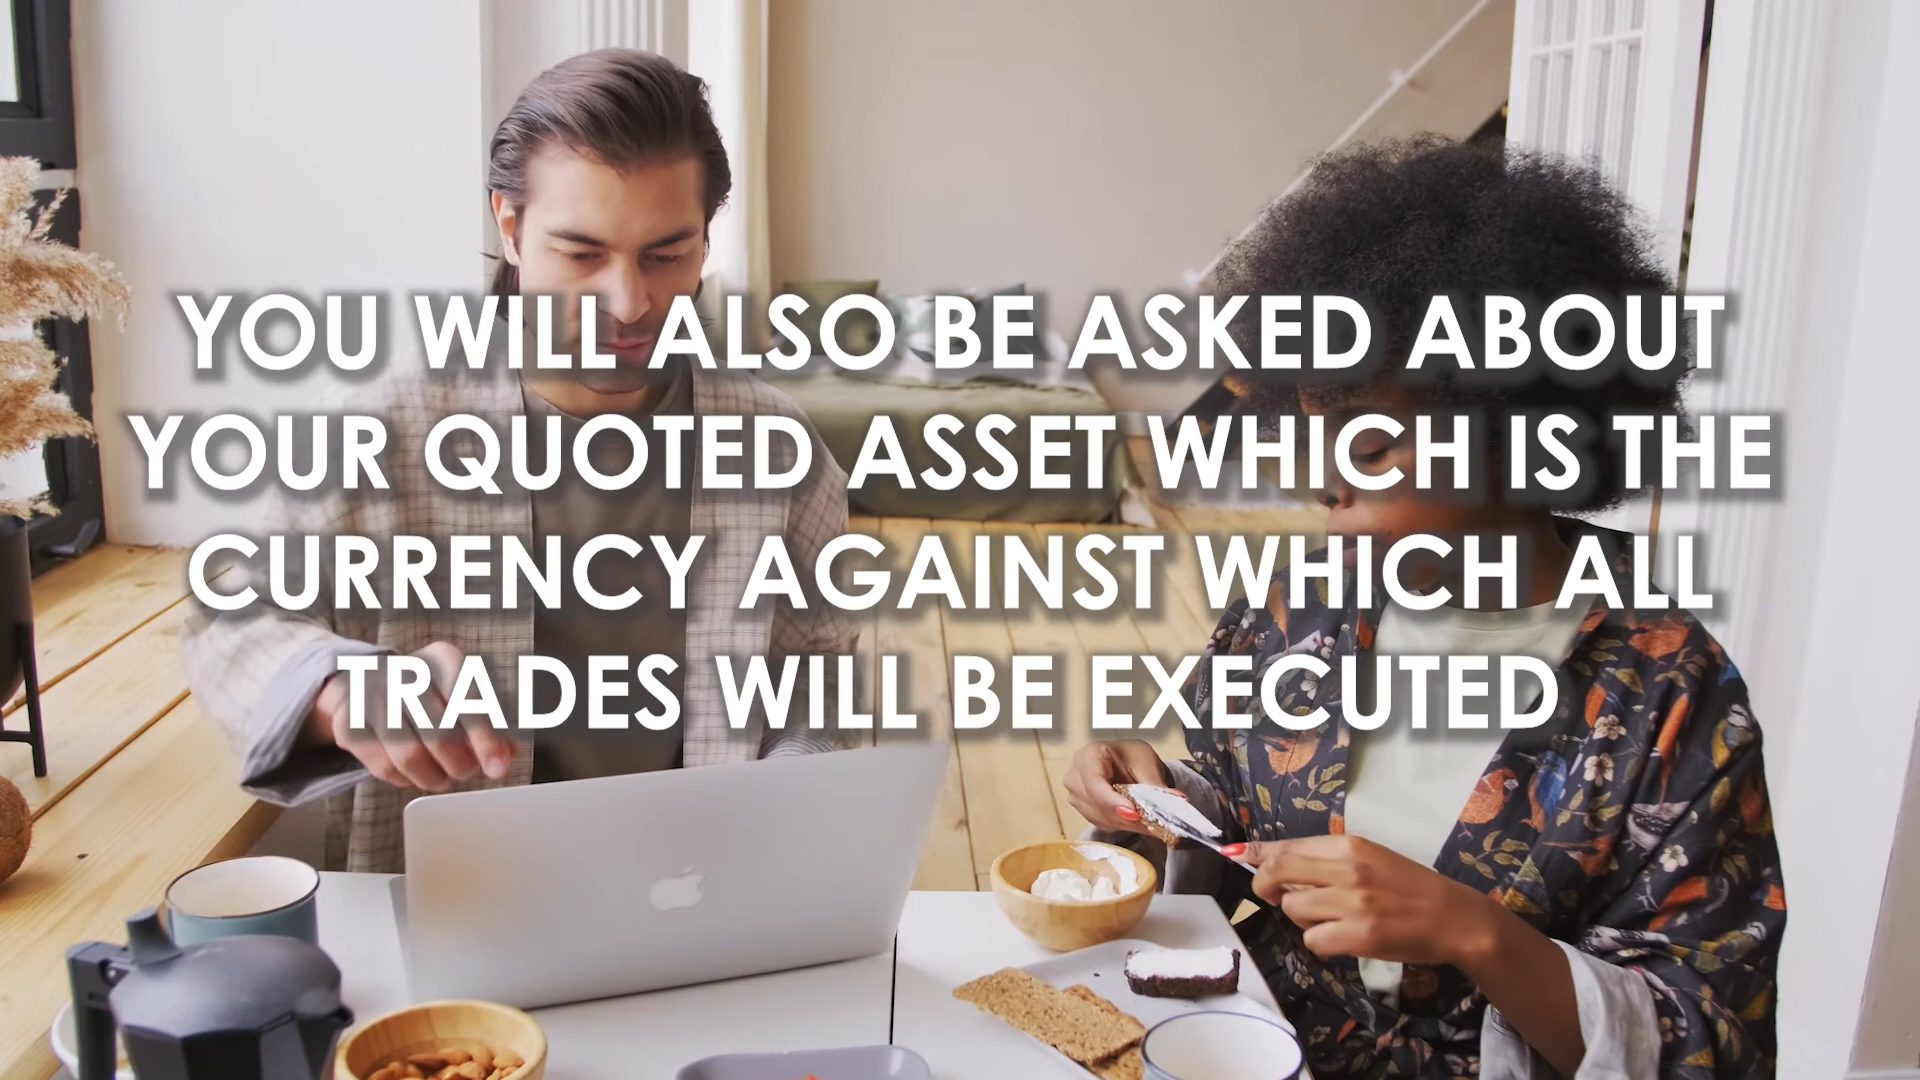 YOU WILL ALSO BE ASKED ABOUT
YOUR QUOTED ASSET WHICH IS THE
CURRENCY AGAINST WHICH ALL
TRADES WILL BE EXECUTED